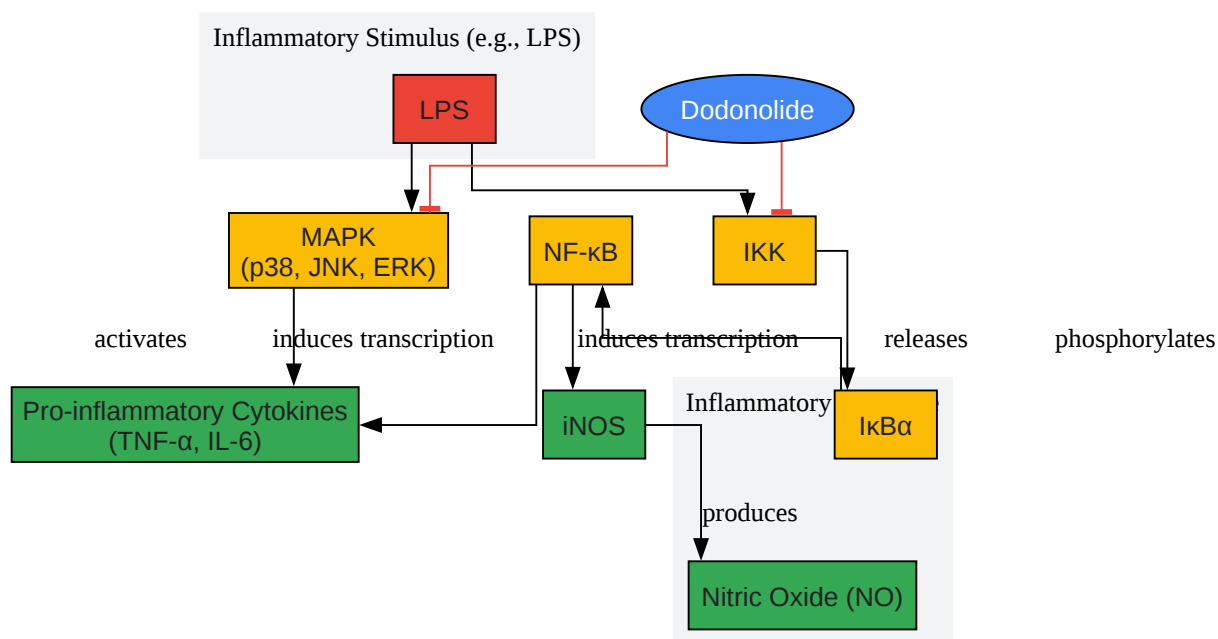 Inflammatory Stimulus (e.g., LPS)
LPS
Dodonolide
MAPK
(p38, JNK, ERK)
NF-κB
IKK
activates
induces transcription
induces transcription
releases
phosphorylates
Pro-inflammatory Cytokines
(TNF-α, IL-6)
iNOS
Inflammatory
IκBα
produces
Nitric Oxide (NO)